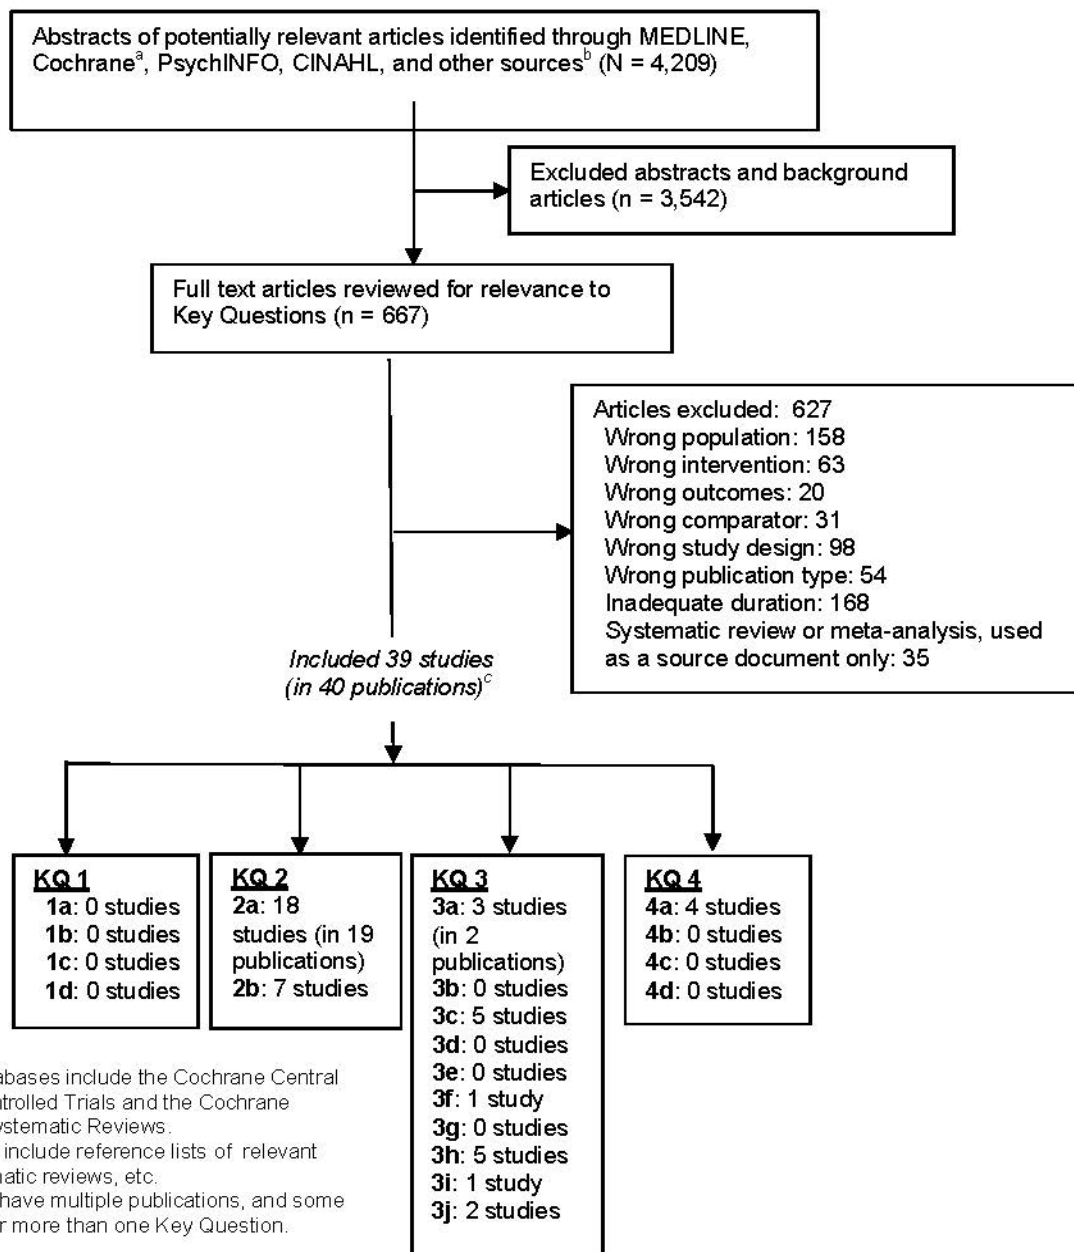 Abstracts of potentially relevant articles identified through MEDLINE,
Cochraneᵃ, PsychINFO, CINAHL, and other sourcesᵇ (N = 4,209)
Excluded abstracts and background
articles (n = 3,542)
Full text articles reviewed for relevance to
Key Questions (n = 667)
Articles excluded: 627
Wrong population: 158
Wrong intervention: 63
Wrong outcomes: 20
Wrong comparator: 31
Wrong study design: 98
Wrong publication type: 54
Inadequate duration: 168
Systematic review or meta-analysis, used
as a source document only: 35
Included 39 studies
(in 40 publications)ᶜ
KQ 1
1a: 0 studies
1b: 0 studies
1c: 0 studies
1d: 0 studies
KQ 2
2a: 18
studies (in 19
publications)
2b: 7 studies
KQ 3
3a: 3 studies
(in 2
publications)
3b: 0 studies
3c: 5 studies
3d: 0 studies
3e: 0 studies
3f: 1 study
3g: 0 studies
3h: 5 studies
3i: 1 study
3j: 2 studies
KQ 4
4a: 4 studies
4b: 0 studies
4c: 0 studies
4d: 0 studies
abases include the Cochrane Central
ntrolled Trials and the Cochrane
ystematic Reviews.
include reference lists of relevant
matic reviews, etc.
have multiple publications, and some
r more than one Key Question.